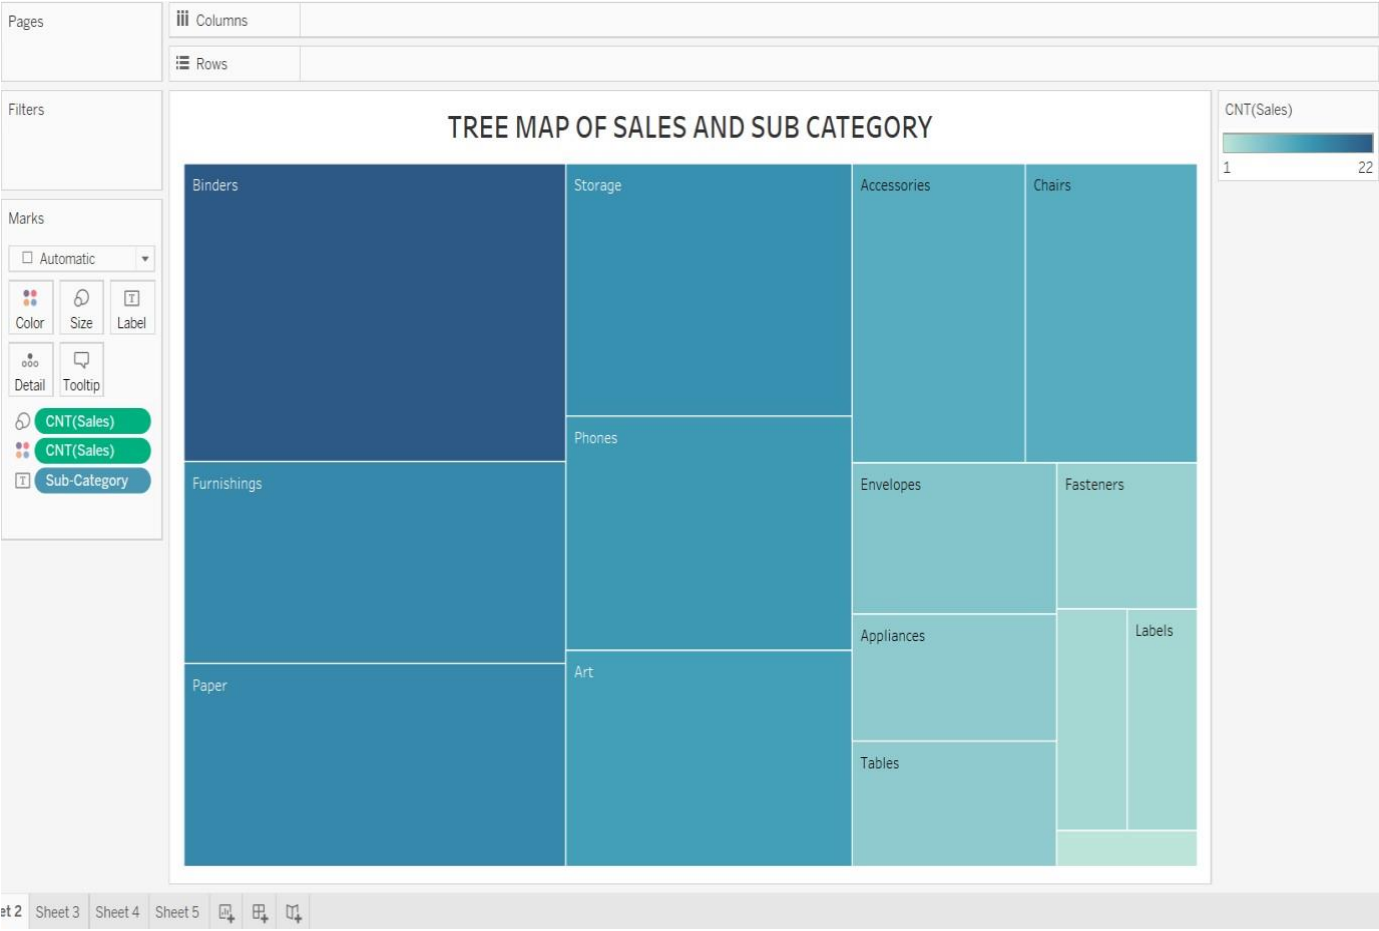 Pages
Columns
Rows
Filters
TREE MAP OF SALES AND SUB CATEGORY
CNT(Sales)
1 22
Marks
Automatic
Color Size Label
Detail Tooltip
CNT(Sales)
CNT(Sales)
Sub-Category
Binders
Storage
Accessories
Chairs
Phones
Furnishings
Envelopes
Fasteners
Labels
Appliances
Art
Paper
Tables
et 2 Sheet 3 Sheet 4 Sheet 5